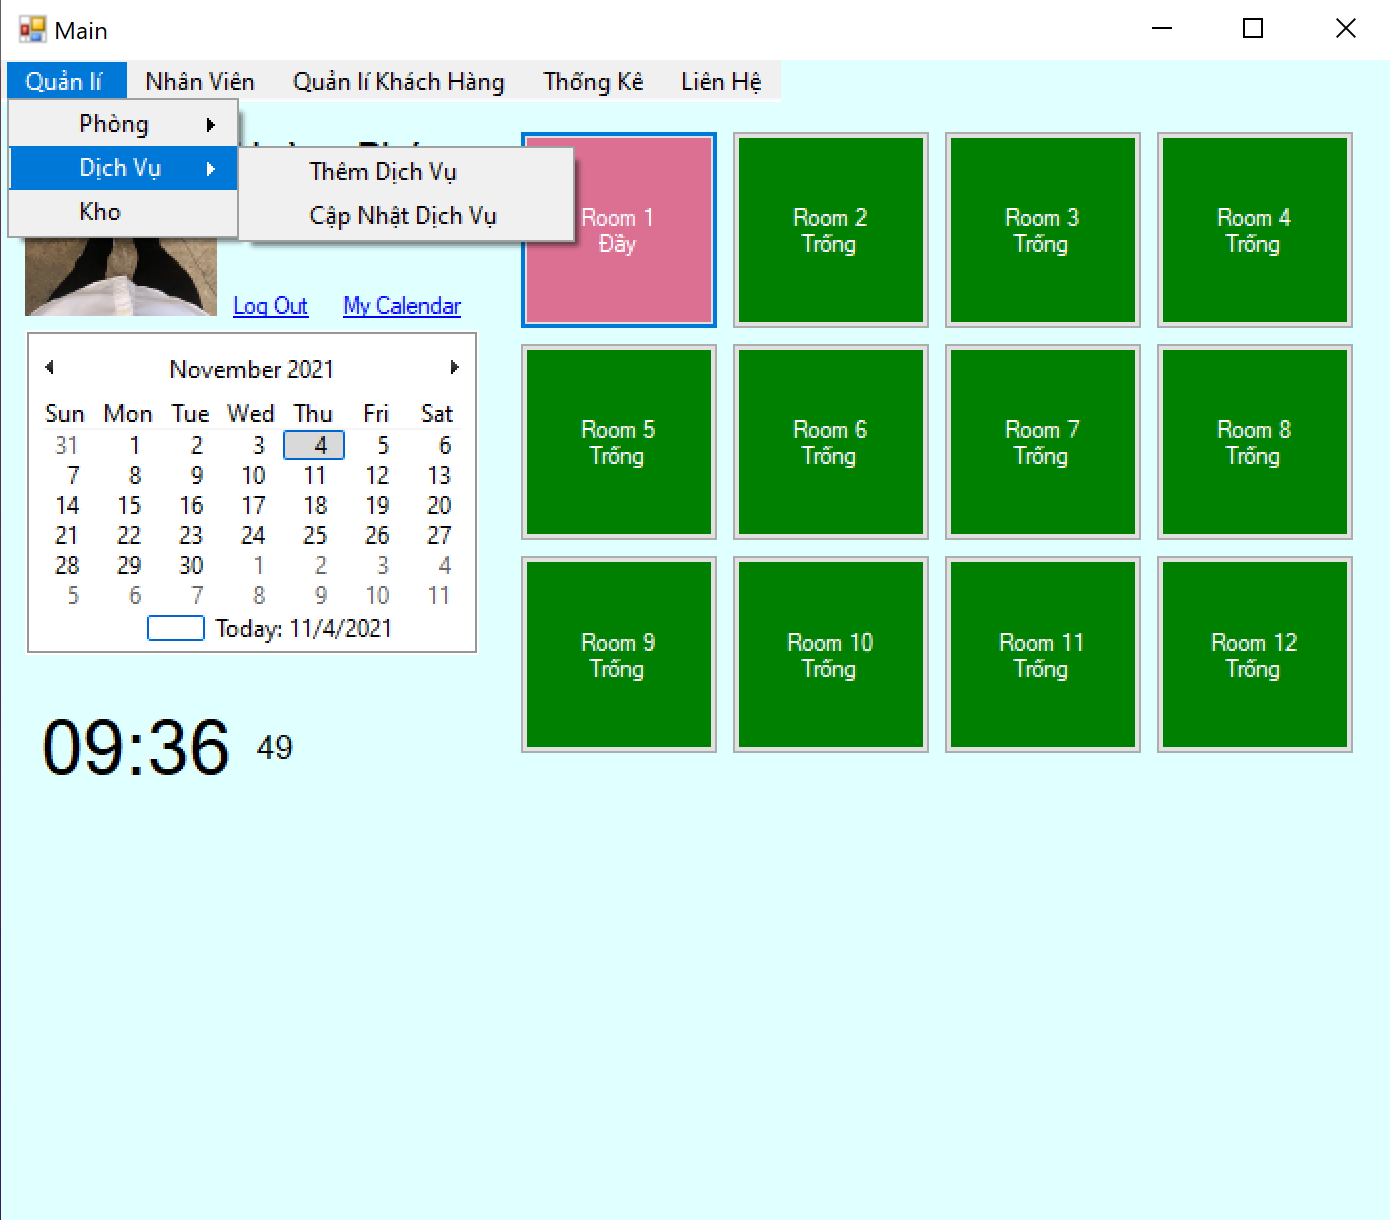 Main
Quản lí Nhân Viên Quản lí Khách Hàng Thống Kê Liên Hệ
Phòng
Dịch Vụ
Kho
Thêm Dịch Vụ
Cập Nhật Dịch Vụ
Log Out My Calendar
November 2021
Sun Mon Tue Wed Thu Fri Sat
31 1 2 3 4 5 6
7 8 9 10 11 12 13
14 15 16 17 18 19 20
21 22 23 24 25 26 27
28 29 30 1 2 3 4
5 6 7 8 9 10 11
Today: 11/4/2021
09:36 49
Room 1
Đầy
Room 2
Trống
Room 3
Trống
Room 4
Trống
Room 5
Trống
Room 6
Trống
Room 7
Trống
Room 8
Trống
Room 9
Trống
Room 10
Trống
Room 11
Trống
Room 12
Trống